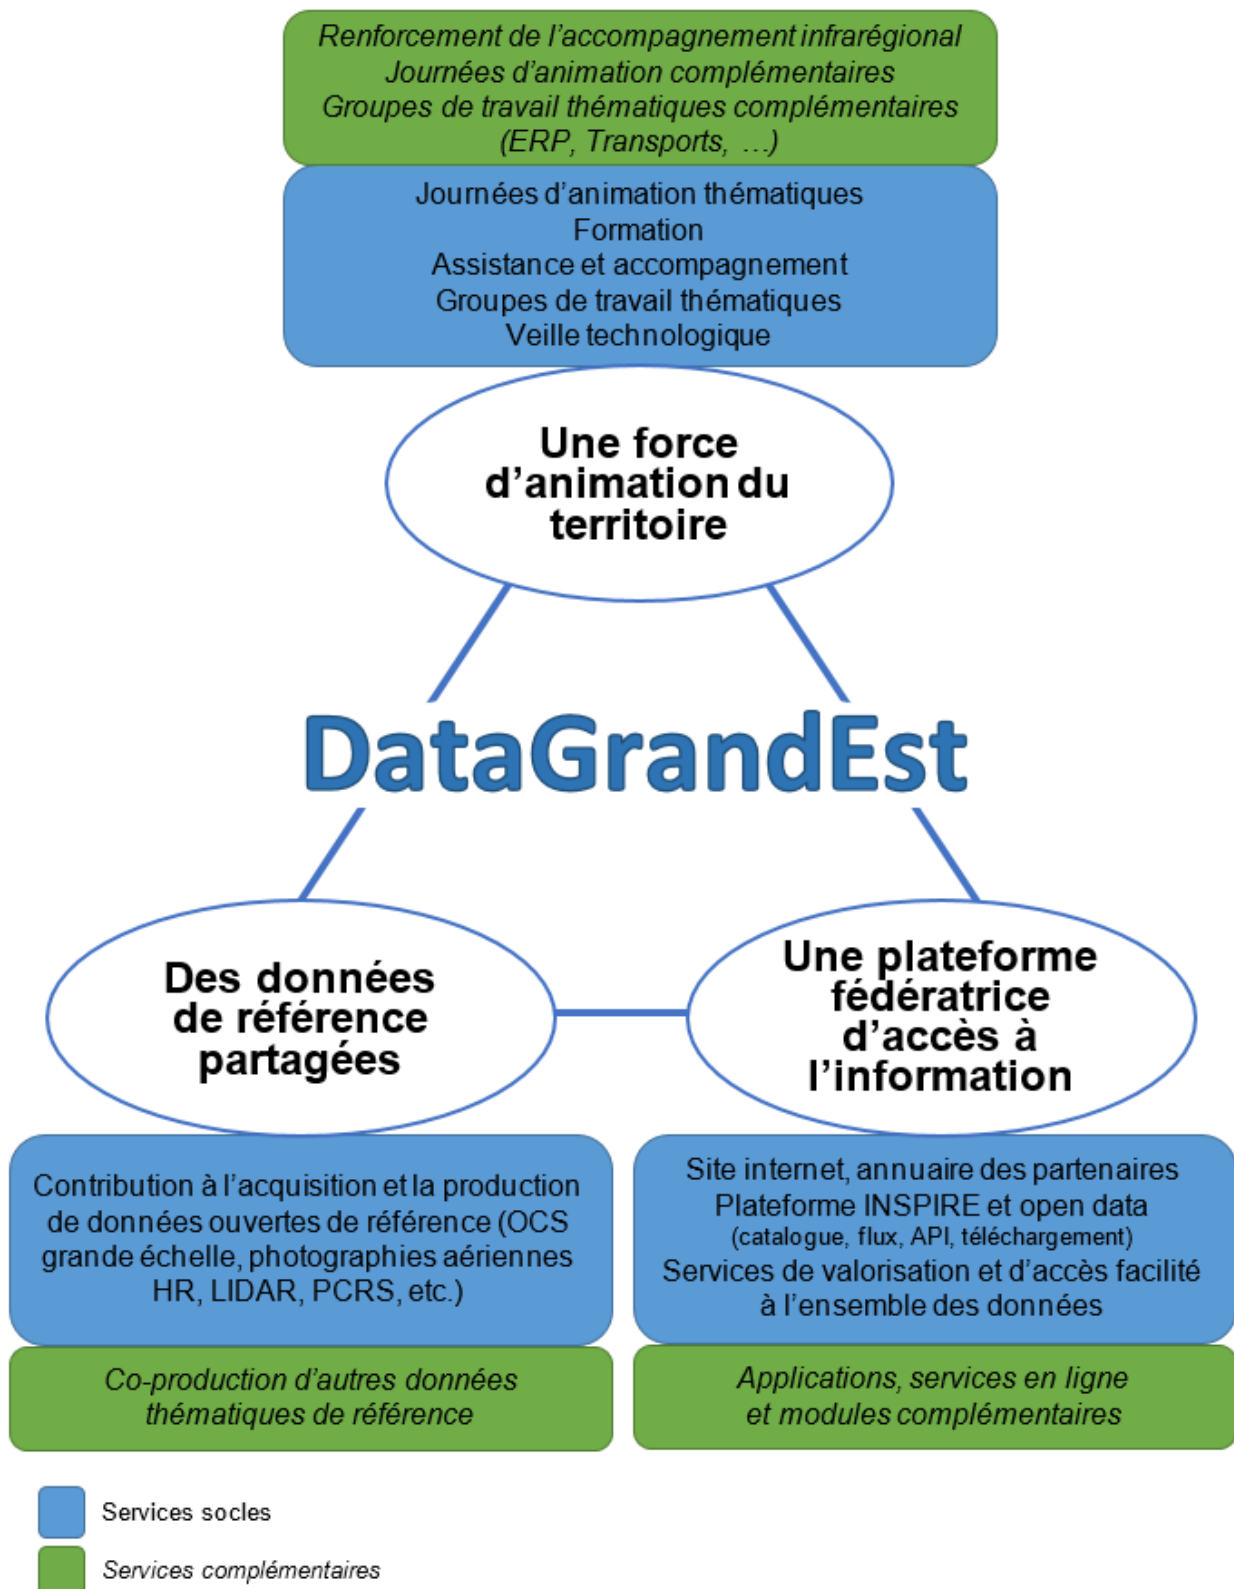 Renforcement de l’accompagnement infrarégional
Journées d’animation complémentaires
Groupes de travail thématiques complémentaires
(ERP, Transports, …)
Journées d’animation thématiques
Formation
Assistance et accompagnement
Groupes de travail thématiques
Veille technologique
Une force
d’animation du
territoire
DataGrandEst
Des données
de référence
partagées
Une plateforme
fédératrice
d’accès à
l’information
Contribution à l’acquisition et la production
de données ouvertes de référence (OCS
grande échelle, photographies aériennes
HR, LIDAR, PCRS, etc.)
Site internet, annuaire des partenaires
Plateforme INSPIRE et open data
(catalogue, flux, API, téléchargement)
Services de valorisation et d’accès facilité
à l’ensemble des données
Co-production d’autres données
thématiques de référence
Applications, services en ligne
et modules complémentaires
Services socles
Services complémentaires